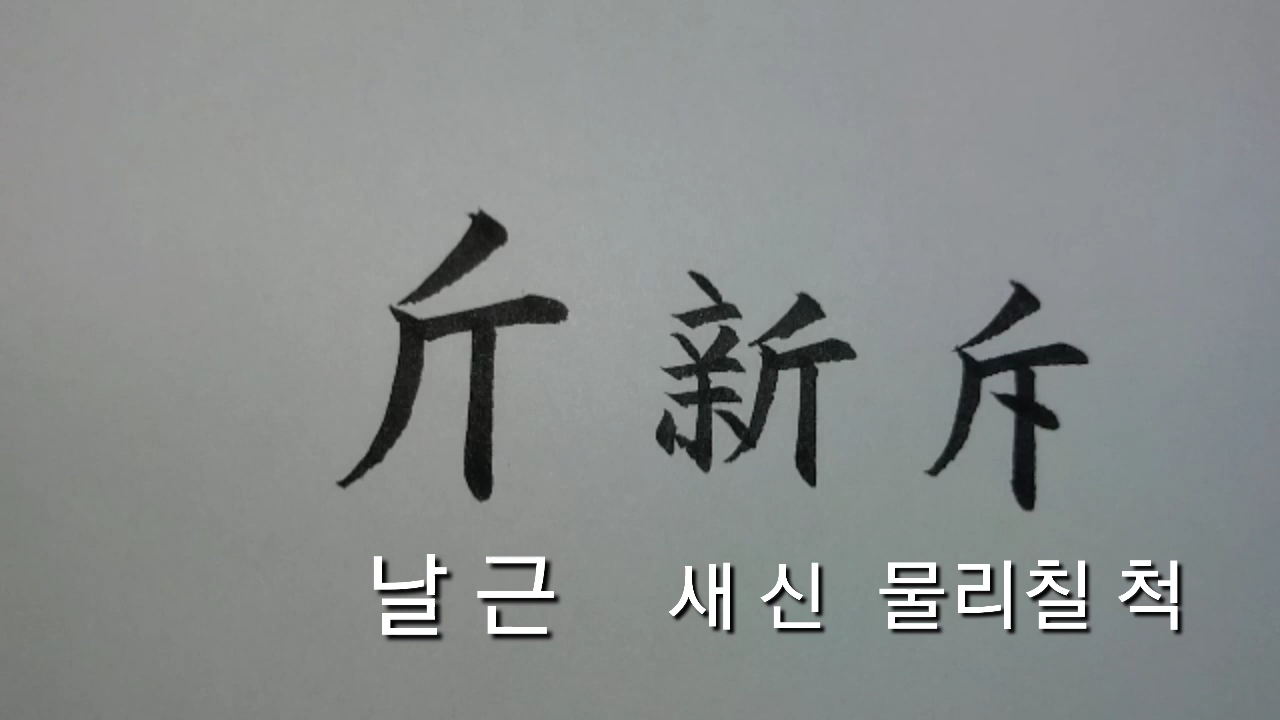 斤 新 斥
날 근 새 신 물리칠 척